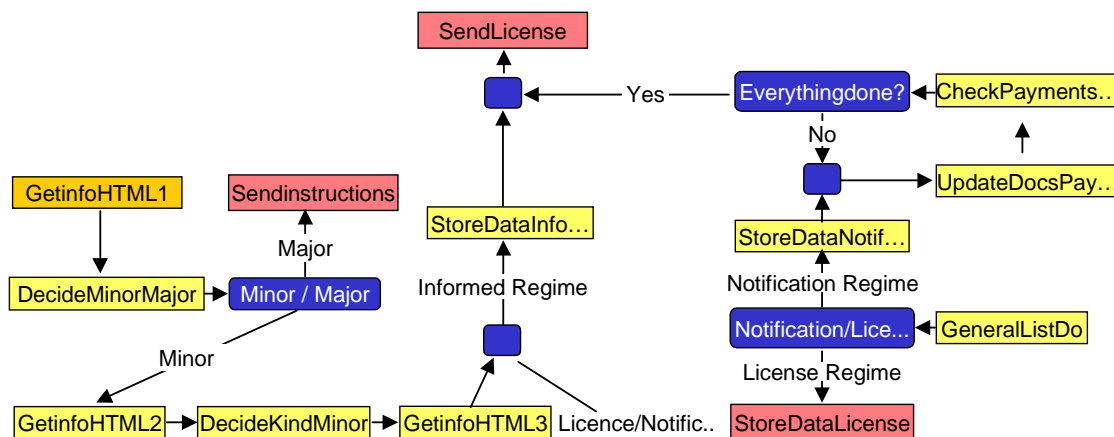 SendLicense
Yes
Everythingdone?
CheckPayments…
No
GetinfoHTML1
Sendinstructions
UpdateDocsPay…
StoreDataInfo…
StoreDataNotif…
Major
DecideMinorMajor
Minor / Major
Informed Regime
Notification Regime
Notification/Lice...
GeneralListDo
Minor
License Regime
GetinfoHTML2
DecideKindMinor
GetinfoHTML3
Licence/Notific..
StoreDataLicense